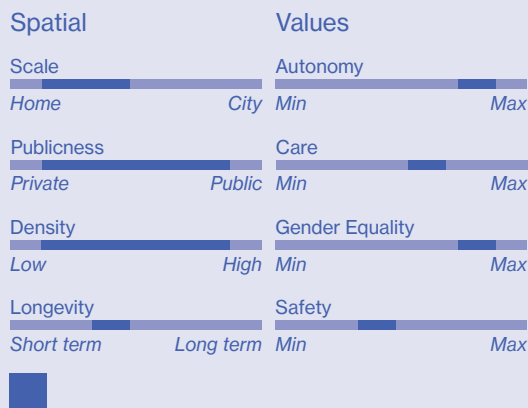 Spatial
Scale
Home City
Publicness
Private Public
Density
Low High
Longevity
Short term Long term
Values
Autonomy
Min Max
Care
Min Max
Gender Equality
Min Max
Safety
Min Max